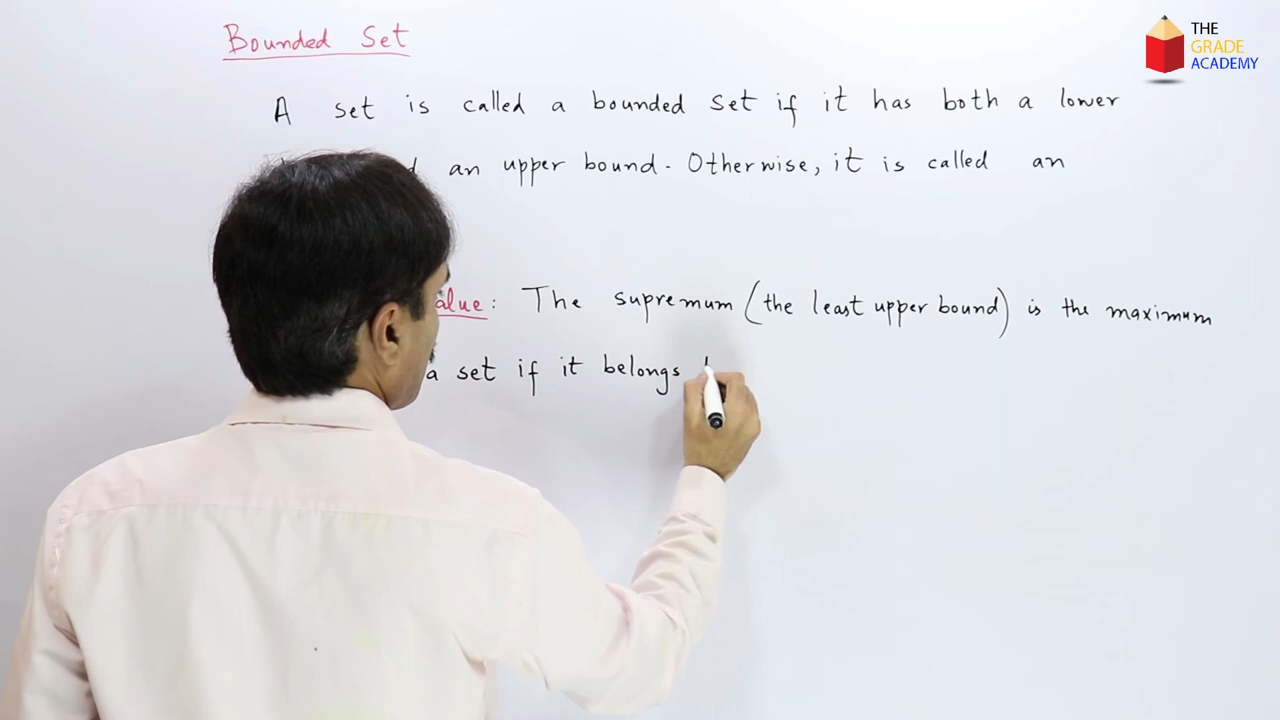 Bounded Set
THE
GRADE
ACADEMY
A set is called a bounded set if it has both a lower
an upper bound. Otherwise, it is called an
alue: The supremum (the least upper bound) is the maximum
a set if it belongs